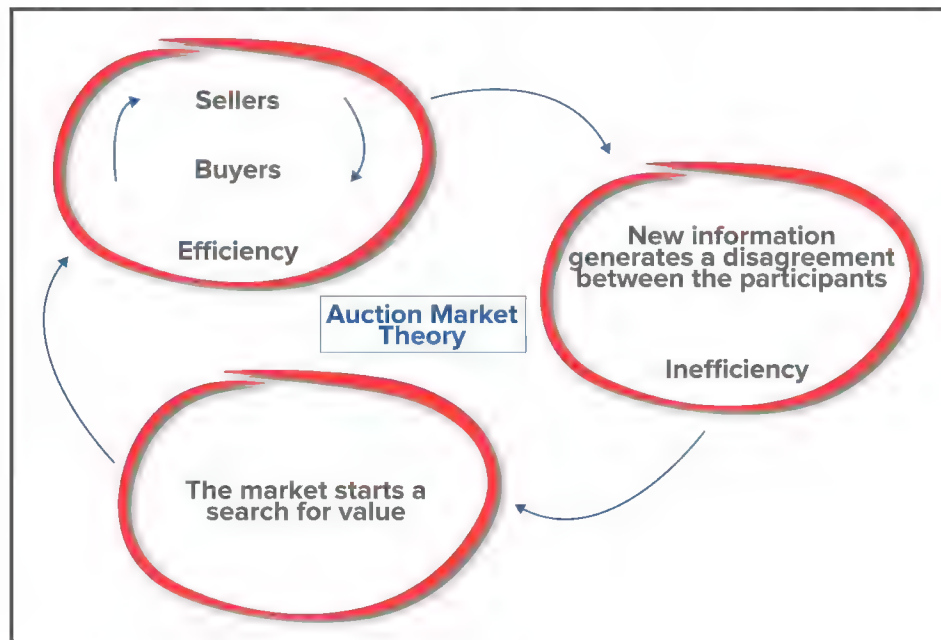 Sellers
Buyers
Efficiency
New information
generates a disagreement
between the participants
Inefficiency
Auction Market
Theory
The market starts a
search for value